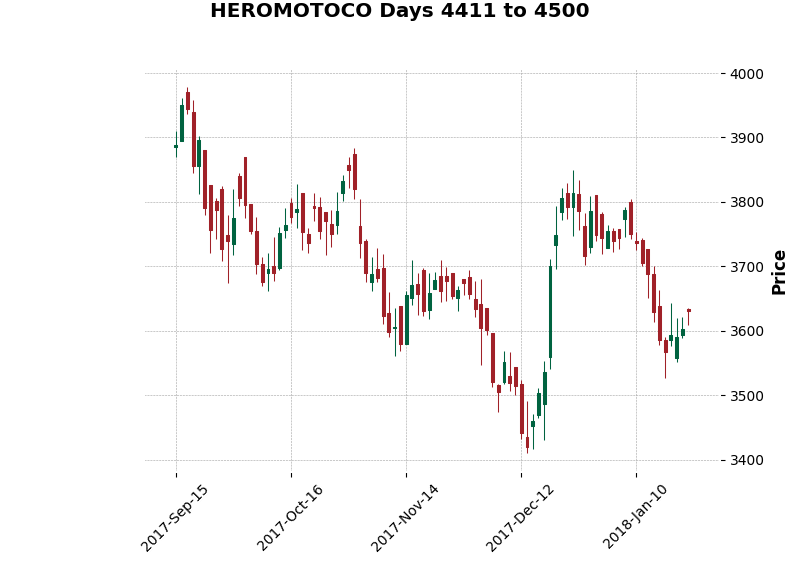 HEROMOTOCO Days 4411 to 4500
4000
3900
3800
3700
3600
3500
3400
Price
2017-Sep-15
2017-Oct-16
2017-Nov-14
2017-Dec-12
2018-Jan-10